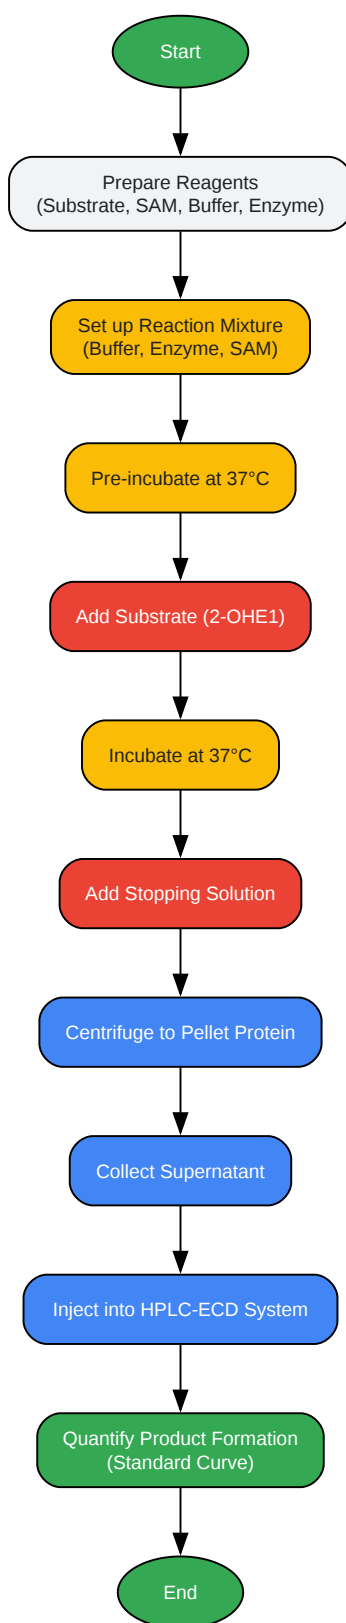 Start
Prepare Reagents
(Substrate, SAM, Buffer, Enzyme)
Set up Reaction Mixture
(Buffer, Enzyme, SAM)
Pre-incubate at 37°C
Add Substrate (2-OHE1)
Incubate at 37°C
Add Stopping Solution
Centrifuge to Pellet Protein
Collect Supernatant
Inject into HPLC-ECD System
Quantify Product Formation
(Standard Curve)
End